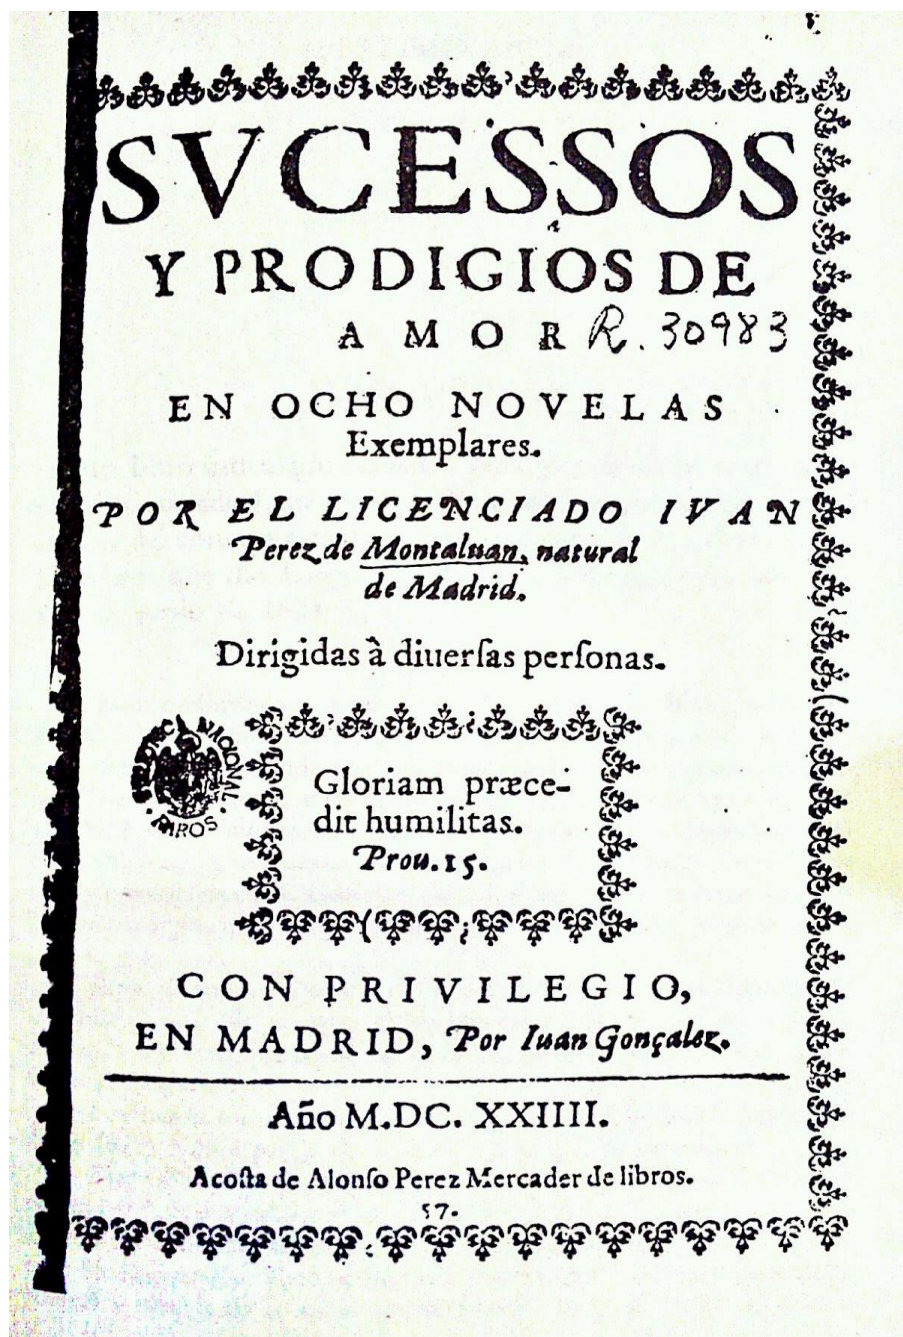 SVCESSOS
Y PRODIGIOS DE
AMOR R. 30983
EN OCHO NOVELAS
Exemplares.
POR EL LICENCIADO IVAN
Perez de Montaluan, natural
de Madrid.
Dirigidas à diuerſas perſonas.
Gloriam præce-
dit humilitas.
Prou. 15.
CON PRIVILEGIO,
EN MADRID, Por Iuan Gonçalez.
Año M.DC. XXIIII.
Acoſta de Alonſo Perez Mercader de libros.
57.